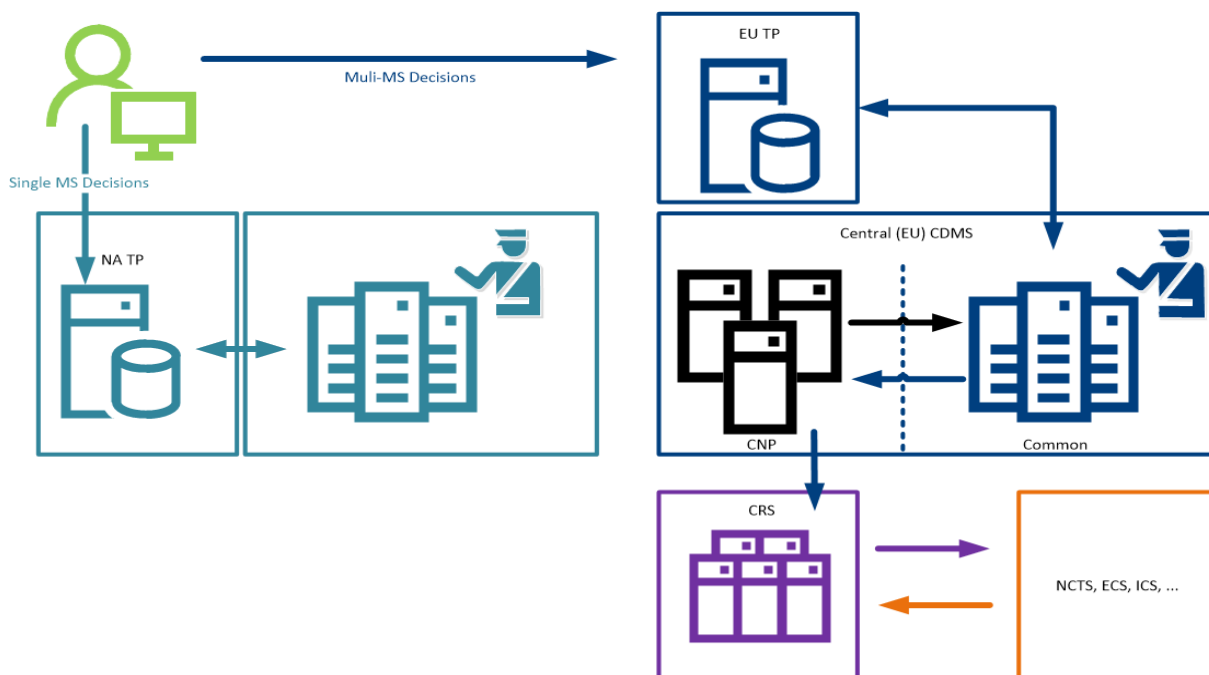 EU TP
Muli-MS Decisions
Single MS Decisions
NA TP
Central (EU) CDMS
CNP
Common
CRS
NCTS, ECS, ICS, ...